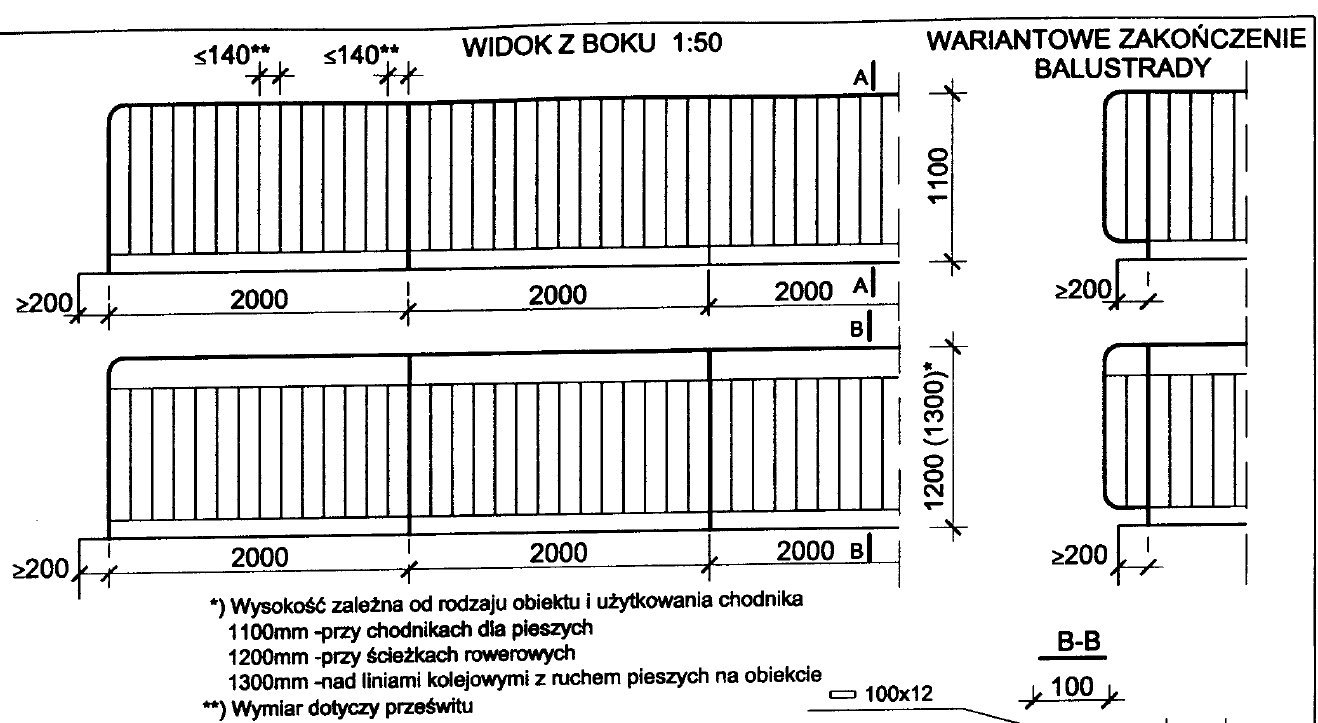 WIDOK Z BOKU 1:50
WARIANTOWE ZAKOŃCZENIE
BALUSTRADY
≤140** ≤140**
A
1100
≥200 2000 2000 2000 A
≥200
B
1200 (1300)*
≥200 2000 2000 2000 B
≥200
*) Wysokość zależna od rodzaju obiektu i użytkowania chodnika
1100mm -przy chodnikach dla pieszych
1200mm -przy ścieżkach rowerowych
1300mm -nad liniami kolejowymi z ruchem pieszych na obiekcie
**) Wymiar dotyczy prześwitu
B-B
100x12
100